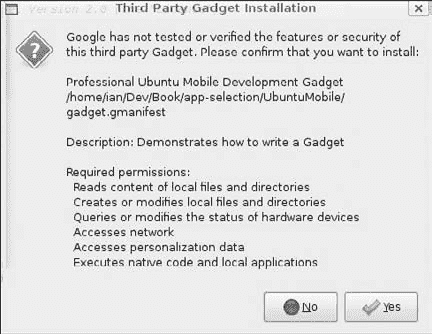 Version 2.0
Third Party Gadget Installation
Google has not tested or verified the features or security of
this third party Gadget. Please confirm that you want to install:
Professional Ubuntu Mobile Development Gadget
/home/ian/Dev/Book/app-selection/UbuntuMobile/
gadget.gmanifest
Description: Demonstrates how to write a Gadget
Required permissions:
Reads content of local files and directories
Creates or modifies local files and directories
Queries or modifies the status of hardware devices
Accesses network
Accesses personalization data
Executes native code and local applications
No
Yes